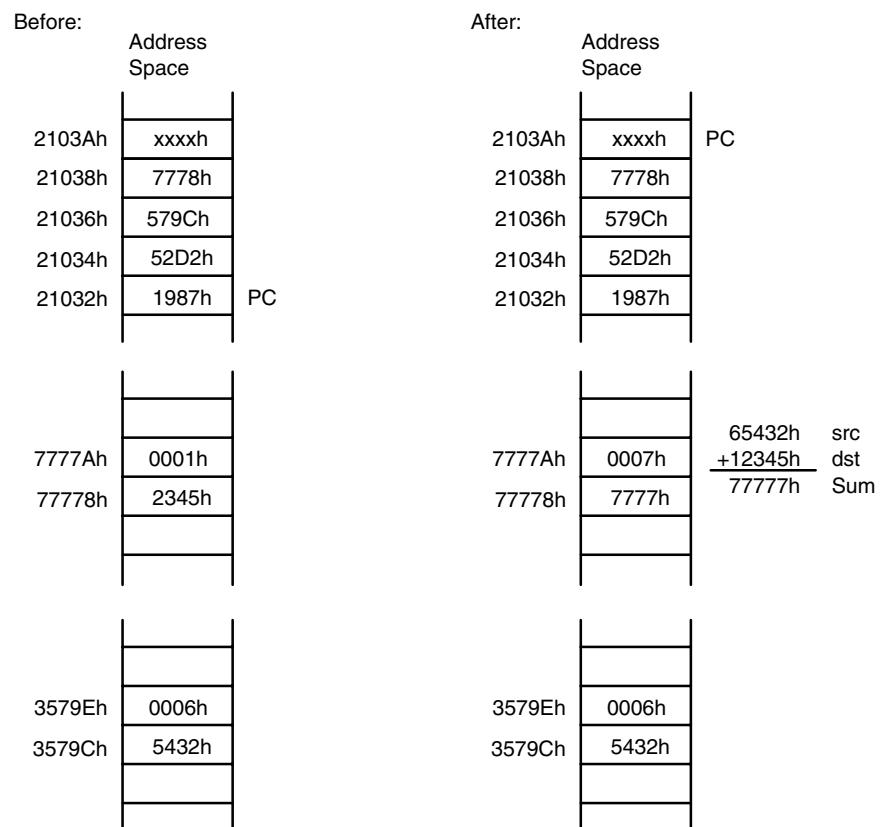 Before:
Address
Space
2103Ah xxxxh
21038h 7778h
21036h 579Ch
21034h 52D2h
21032h 1987h PC
7777Ah 0001h
77778h 2345h
3579Eh 0006h
3579Ch 5432h
After:
Address
Space
2103Ah xxxxh PC
21038h 7778h
21036h 579Ch
21034h 52D2h
21032h 1987h
65432h src
7777Ah 0007h +12345h dst
77778h 7777h 77777h Sum
3579Eh 0006h
3579Ch 5432h